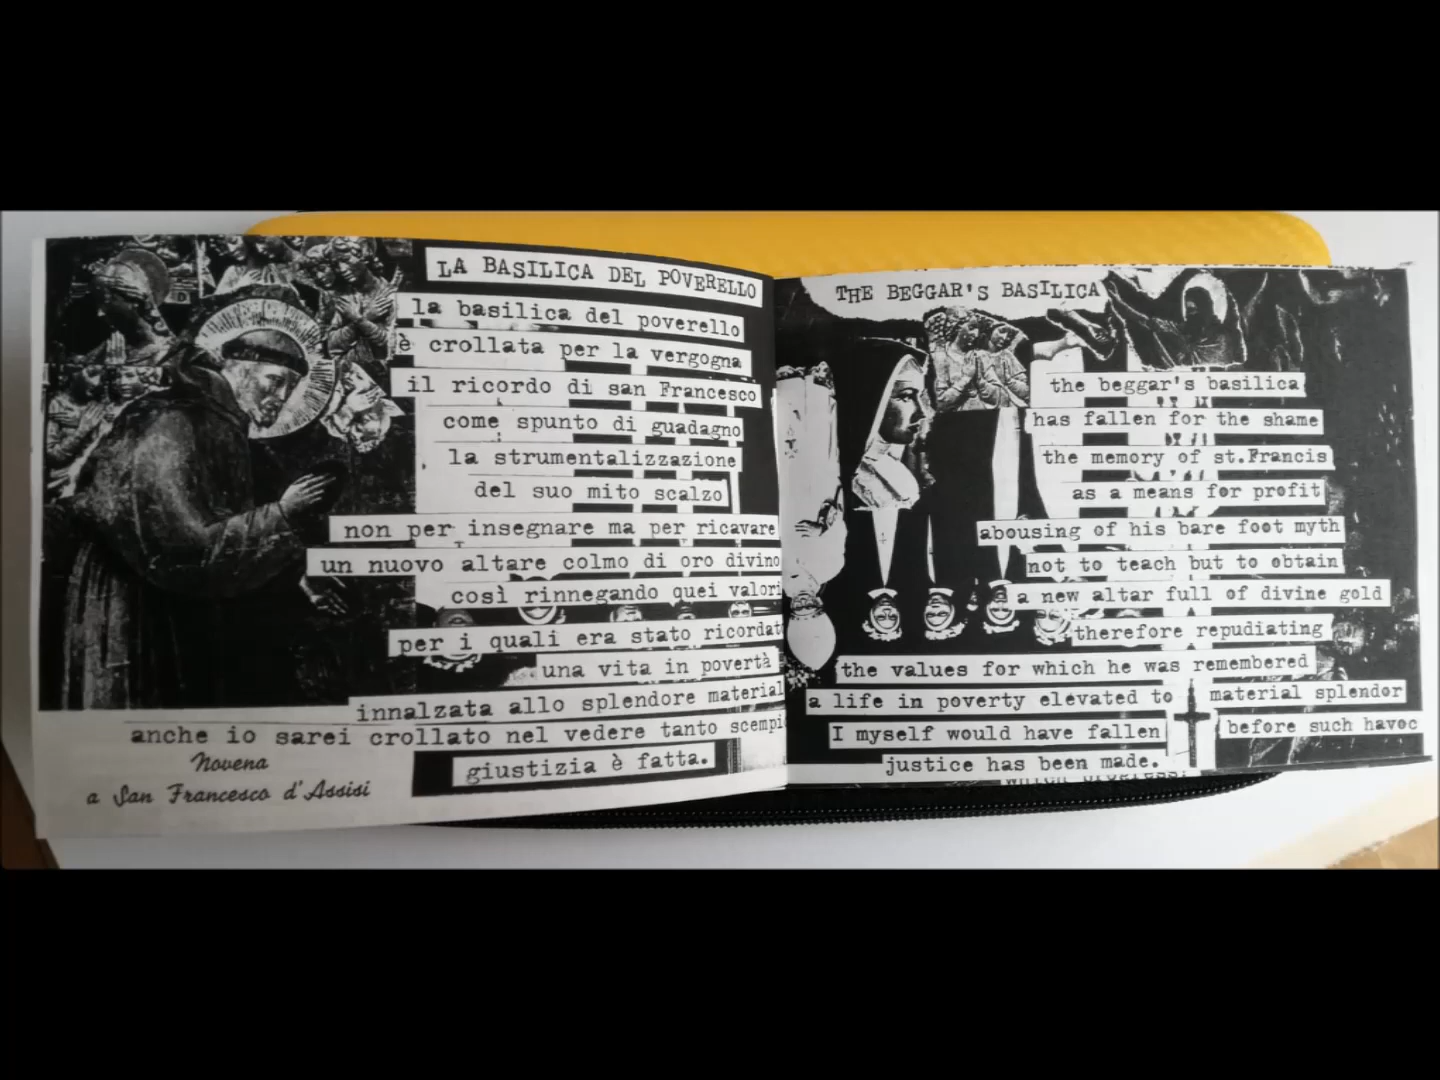 LA BASILICA DEL POVERELLO
la basilica del poverello
è crollata per la vergogna
il ricordo di san Francesco
come spunto di guadagno
la strumentalizzazione
del suo mito scalzo
non per insegnare ma per ricavare
un nuovo altare colmo di oro divino
così rinnegando quei valori
per i quali era stato ricordat
una vita in povertà
innalzata allo splendore material
anche io sarei crollato nel vedere tanto scempi
giustizia è fatta.
Novena
a San Francesco d'Assisi
THE BEGGAR'S BASILICA
the beggar's basilica
has fallen for the shame
the memory of st.Francis
as a means for profit
abousing of his bare foot myth
not to teach but to obtain
a new altar full of divine gold
therefore repudiating
the values for which he was remembered
a life in poverty elevated to material splendor
I myself would have fallen before such havoc
justice has been made.